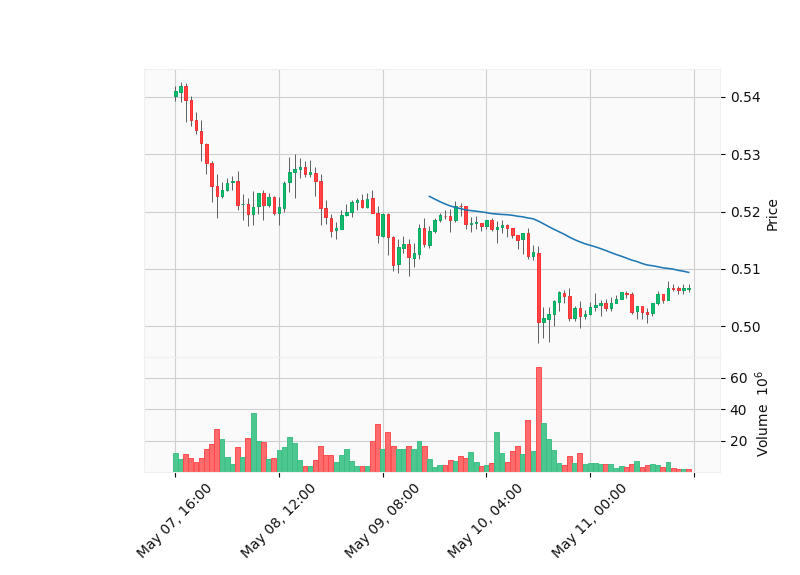 0.54
0.53
0.52
0.51
0.50
Price
60
40
20
Volume 10^6
May 07, 16:00
May 08, 12:00
May 09, 08:00
May 10, 04:00
May 11, 00:00